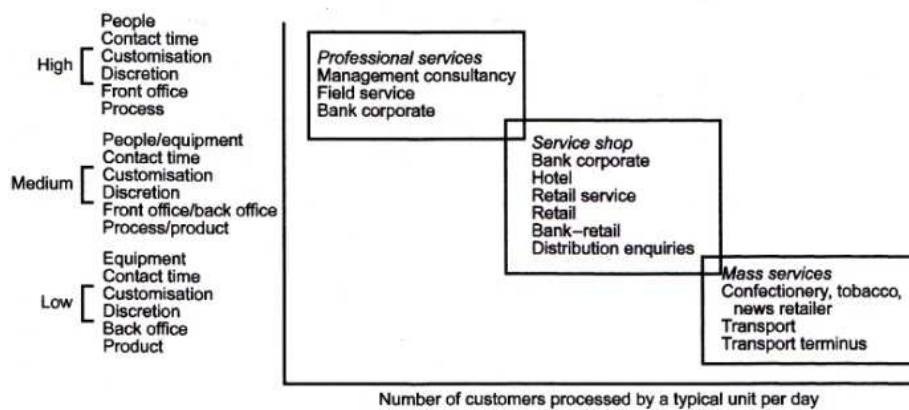 People
Contact time
High
Customisation
Discretion
Front office
Process
People/equipment
Contact time
Medium
Customisation
Discretion
Front office/back office
Process/product
Equipment
Contact time
Low
Customisation
Discretion
Back office
Product
Professional services
Management consultancy
Field service
Bank corporate
Service shop
Bank corporate
Hotel
Retail service
Retail
Bank–retail
Distribution enquiries
Mass services
Confectionery, tobacco,
news retailer
Transport
Transport terminus
Number of customers processed by a typical unit per day